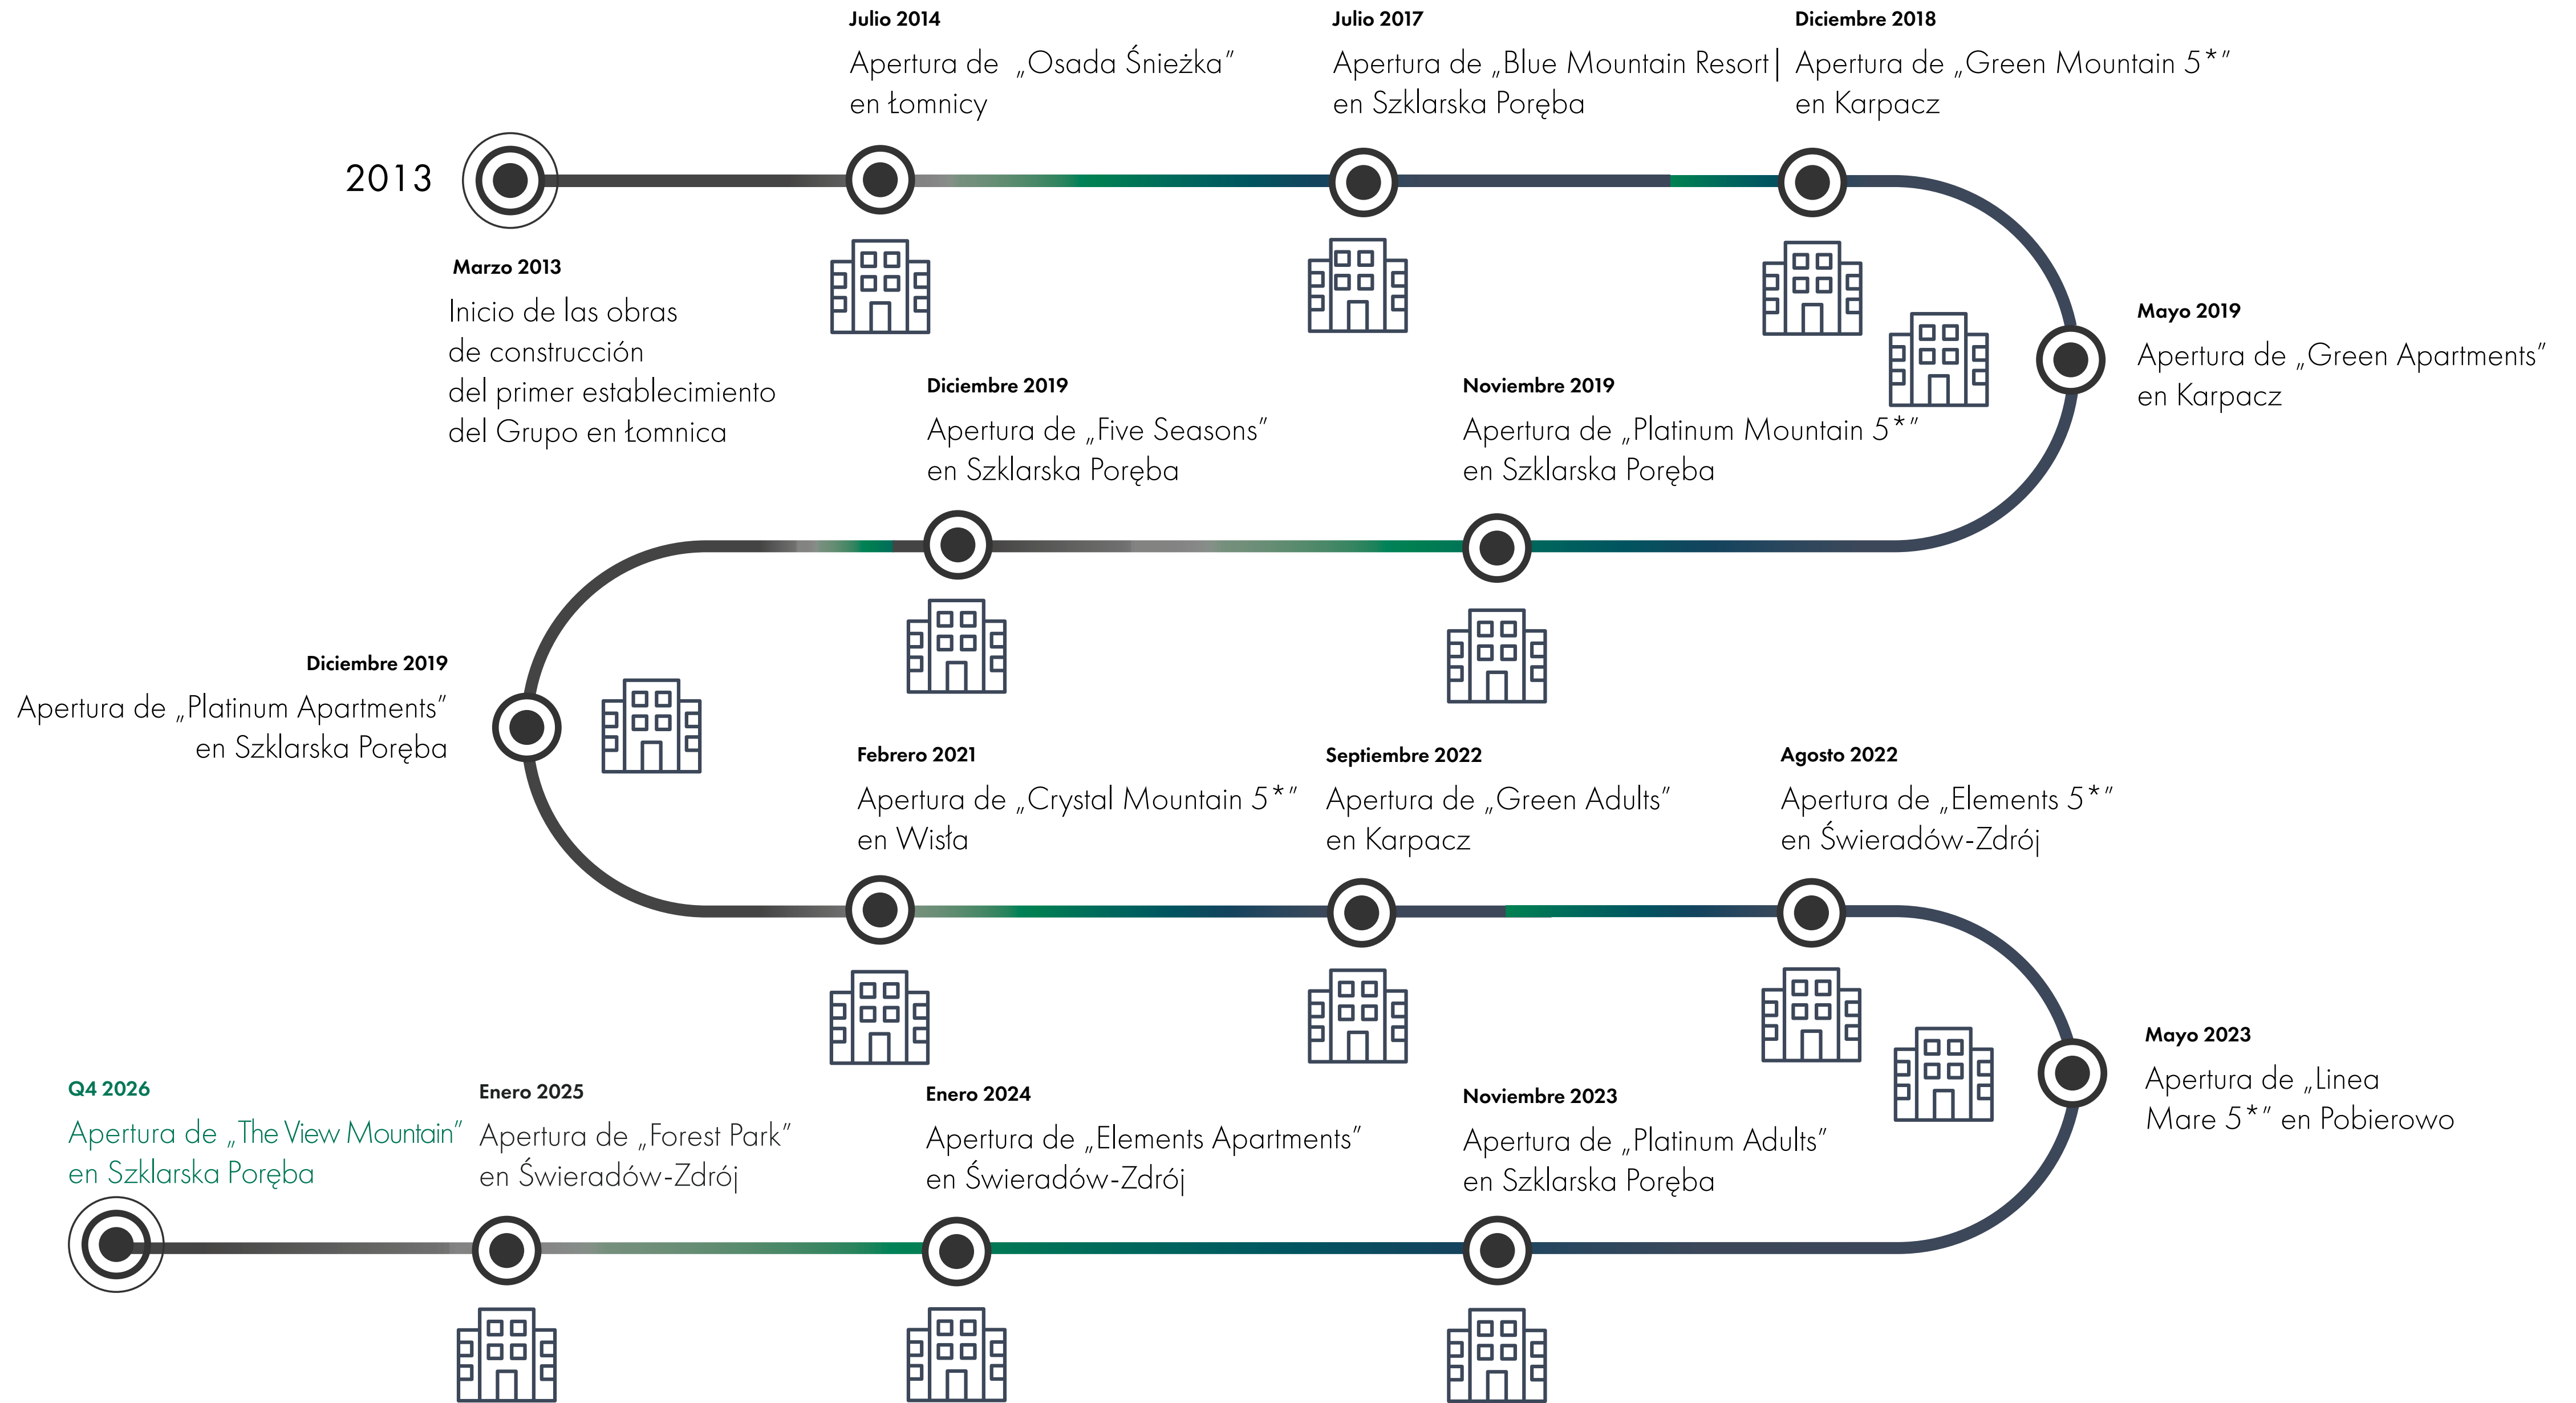 Julio 2014
Apertura de „Osada Śnieżka”
en Łomnicy
Julio 2017
Apertura de „Blue Mountain Resort|
en Szklarska Poręba
Diciembre 2018
Apertura de „Green Mountain 5*”
en Karpacz
2013
Marzo 2013
Inicio de las obras
de construcción
del primer establecimiento
del Grupo en Łomnica
Mayo 2019
Apertura de „Green Apartments”
en Karpacz
Diciembre 2019
Apertura de „Five Seasons”
en Szklarska Poręba
Noviembre 2019
Apertura de „Platinum Mountain 5*”
en Szklarska Poręba
Diciembre 2019
Apertura de „Platinum Apartments”
en Szklarska Poręba
Febrero 2021
Apertura de „Crystal Mountain 5*”
en Wisła
Septiembre 2022
Apertura de „Green Adults”
en Karpacz
Agosto 2022
Apertura de „Elements 5*”
en Świeradów-Zdrój
Mayo 2023
Apertura de „Linea
Mare 5*” en Pobierowo
Q4 2026
Apertura de „The View Mountain”
en Szklarska Poręba
Enero 2025
Apertura de „Forest Park”
en Świeradów-Zdrój
Enero 2024
Apertura de „Elements Apartments”
en Świeradów-Zdrój
Noviembre 2023
Apertura de „Platinum Adults”
en Szklarska Poręba